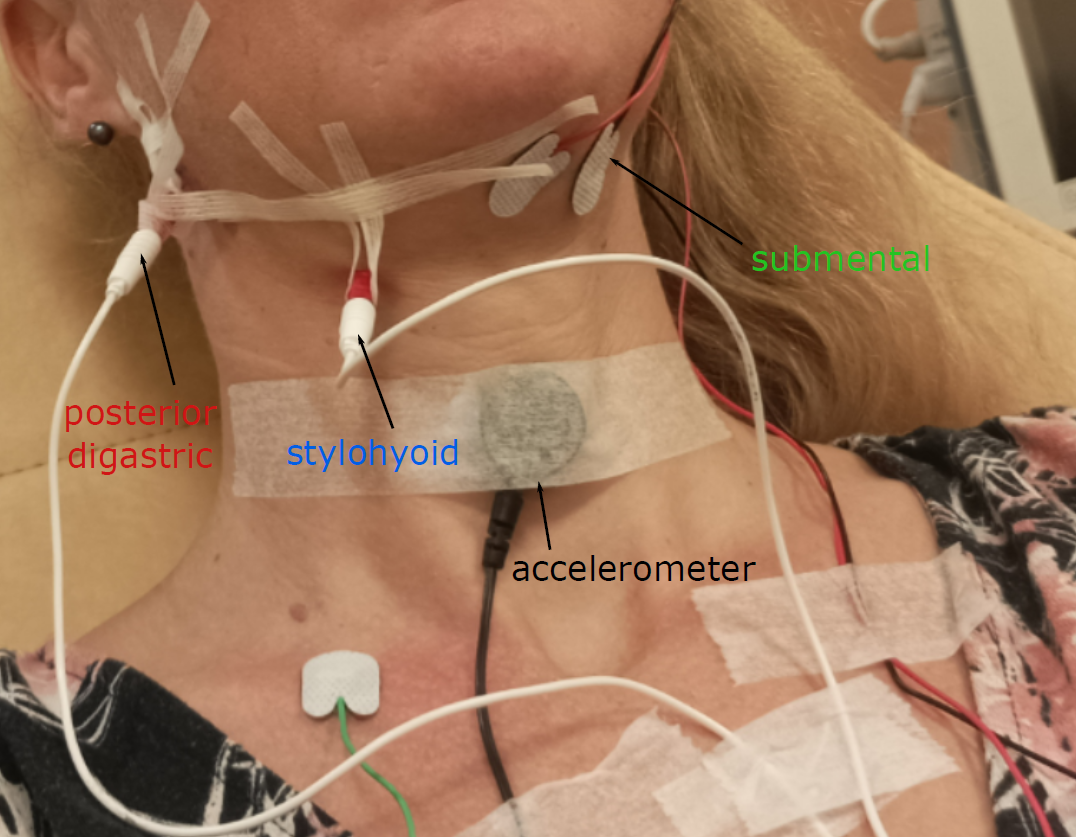 submental
posterior
digastric
stylohyoid
accelerometer